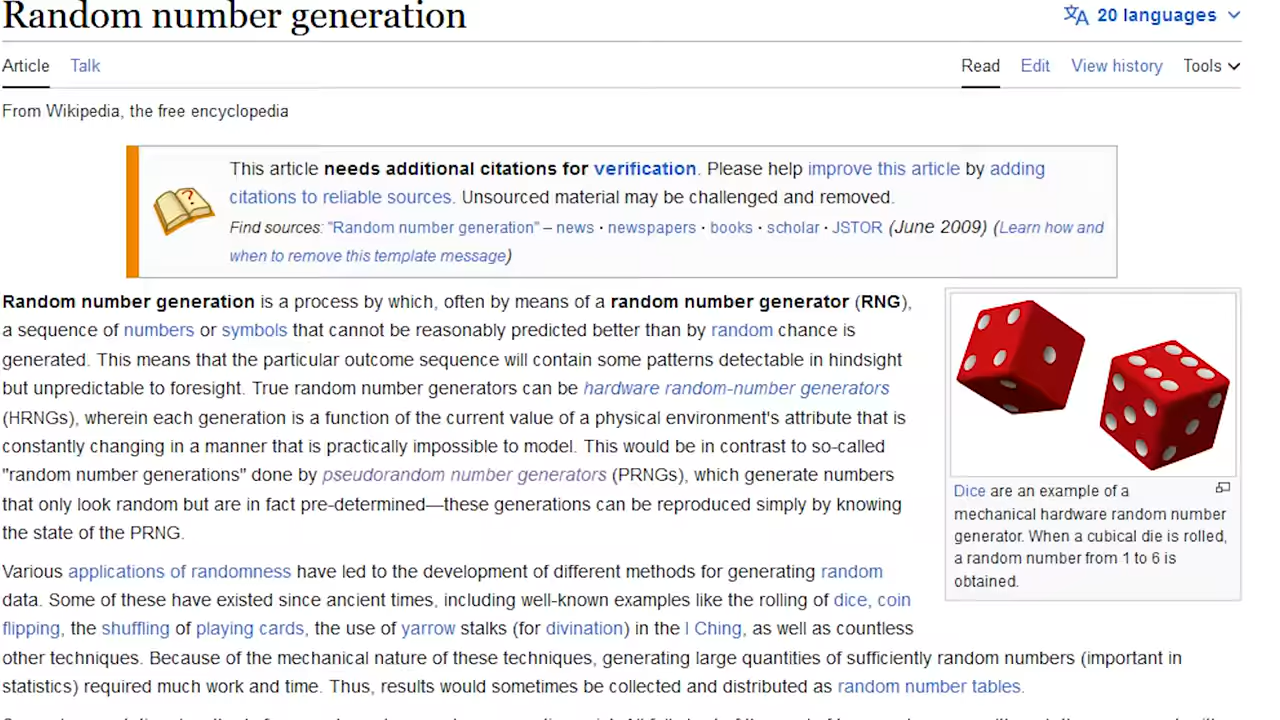 Random number generation
20 languages
Article Talk Read Edit View history Tools
From Wikipedia, the free encyclopedia
This article needs additional citations for verification. Please help improve this article by adding
citations to reliable sources. Unsourced material may be challenged and removed.
Find sources: "Random number generation" – news · newspapers · books · scholar · JSTOR (June 2009) (Learn how and
when to remove this template message)
Random number generation is a process by which, often by means of a random number generator (RNG),
a sequence of numbers or symbols that cannot be reasonably predicted better than by random chance is
generated. This means that the particular outcome sequence will contain some patterns detectable in hindsight
but unpredictable to foresight. True random number generators can be hardware random-number generators
(HRNGs), wherein each generation is a function of the current value of a physical environment's attribute that is
constantly changing in a manner that is practically impossible to model. This would be in contrast to so-called
"random number generations" done by pseudorandom number generators (PRNGs), which generate numbers
that only look random but are in fact pre-determined—these generations can be reproduced simply by knowing
the state of the PRNG.
Dice are an example of a
mechanical hardware random number
generator. When a cubical die is rolled,
a random number from 1 to 6 is
obtained.
Various applications of randomness have led to the development of different methods for generating random
data. Some of these have existed since ancient times, including well-known examples like the rolling of dice, coin
flipping, the shuffling of playing cards, the use of yarrow stalks (for divination) in the I Ching, as well as countless
other techniques. Because of the mechanical nature of these techniques, generating large quantities of sufficiently random numbers (important in
statistics) required much work and time. Thus, results would sometimes be collected and distributed as random number tables.